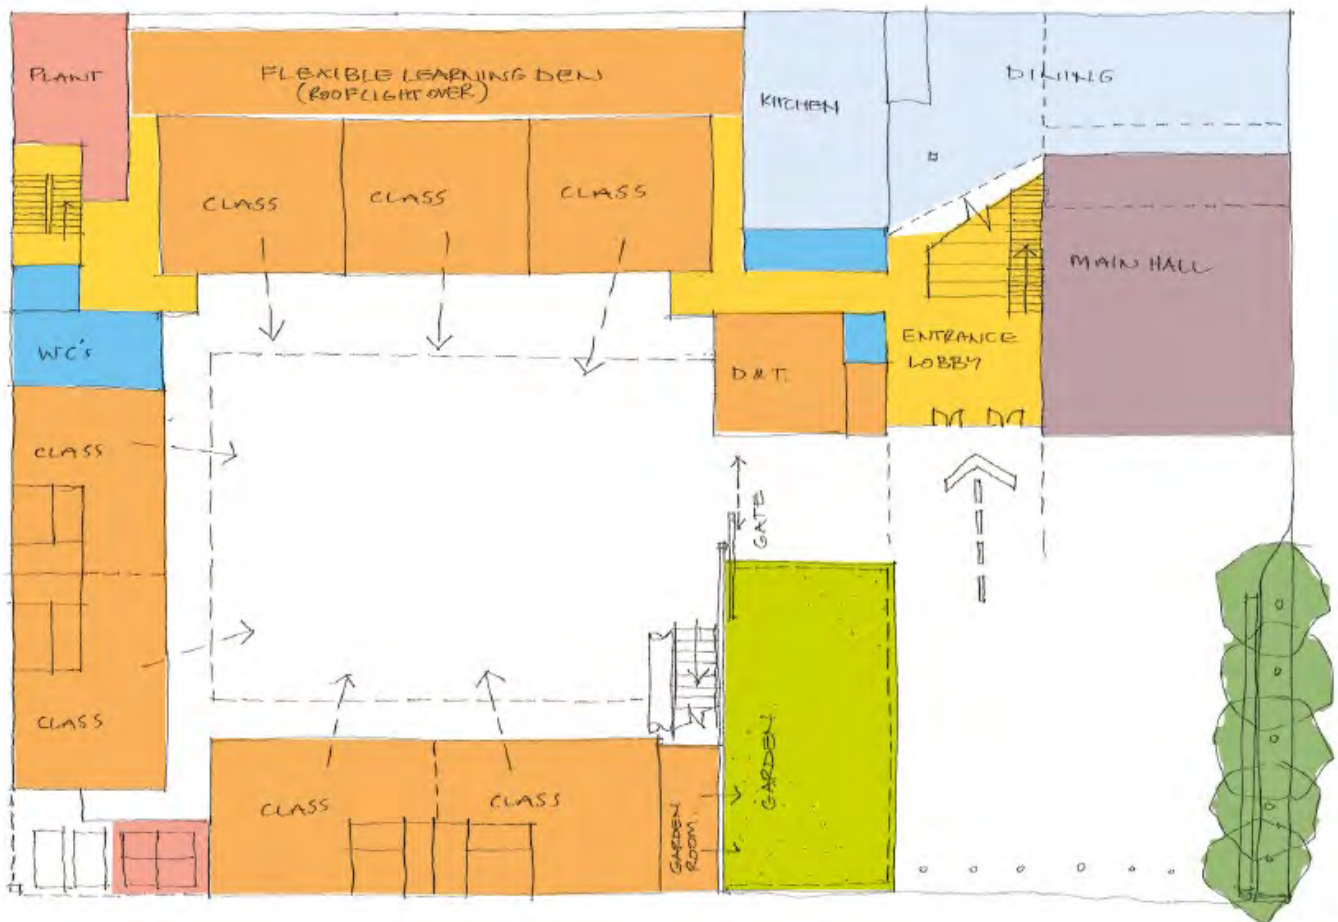 PLANT
FLEXIBLE LEARNING DEN
(ROOFLIGHT OVER)
KITCHEN
DINING
CLASS
CLASS
CLASS
MAIN HALL
WC's
ENTRANCE
LOBBY
D&T.
CLASS
GATE
CLASS
CLASS
CLASS
GARDEN
ROOM.
GARDEN